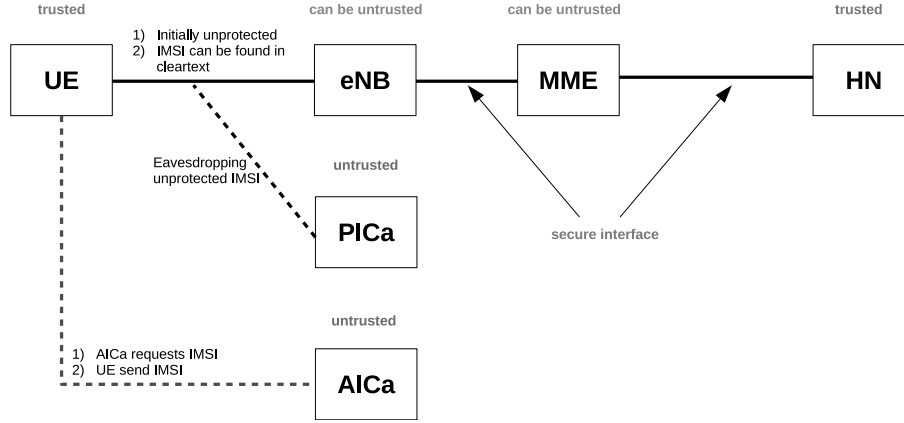 trusted
can be untrusted
can be untrusted
trusted
1) Initially unprotected
2) IMSI can be found in
cleartext
UE
eNB
MME
HN
Eavesdropping
unprotected IMSI
untrusted
PICa
secure interface
untrusted
1) AICa requests IMSI
2) UE send IMSI
AICa